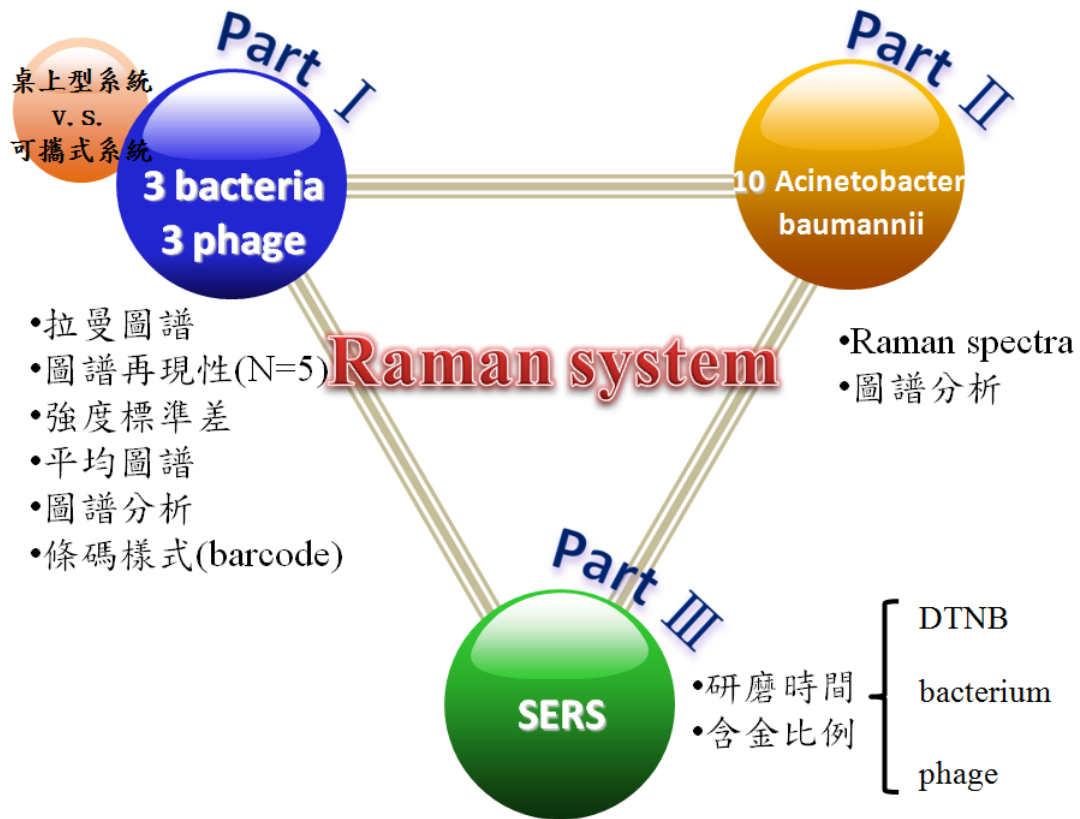 Part Ⅰ
桌上型系統
v.s.
可攜式系統
3 bacteria
3 phage
•拉曼圖譜
•圖譜再現性(N=5)
•強度標準差
•平均圖譜
•圖譜分析
•條碼樣式(barcode)
Raman system
Part Ⅱ
10 Acinetobacter
baumannii
•Raman spectra
•圖譜分析
Part Ⅲ
SERS
•研磨時間
•含金比例
DTNB
bacterium
phage